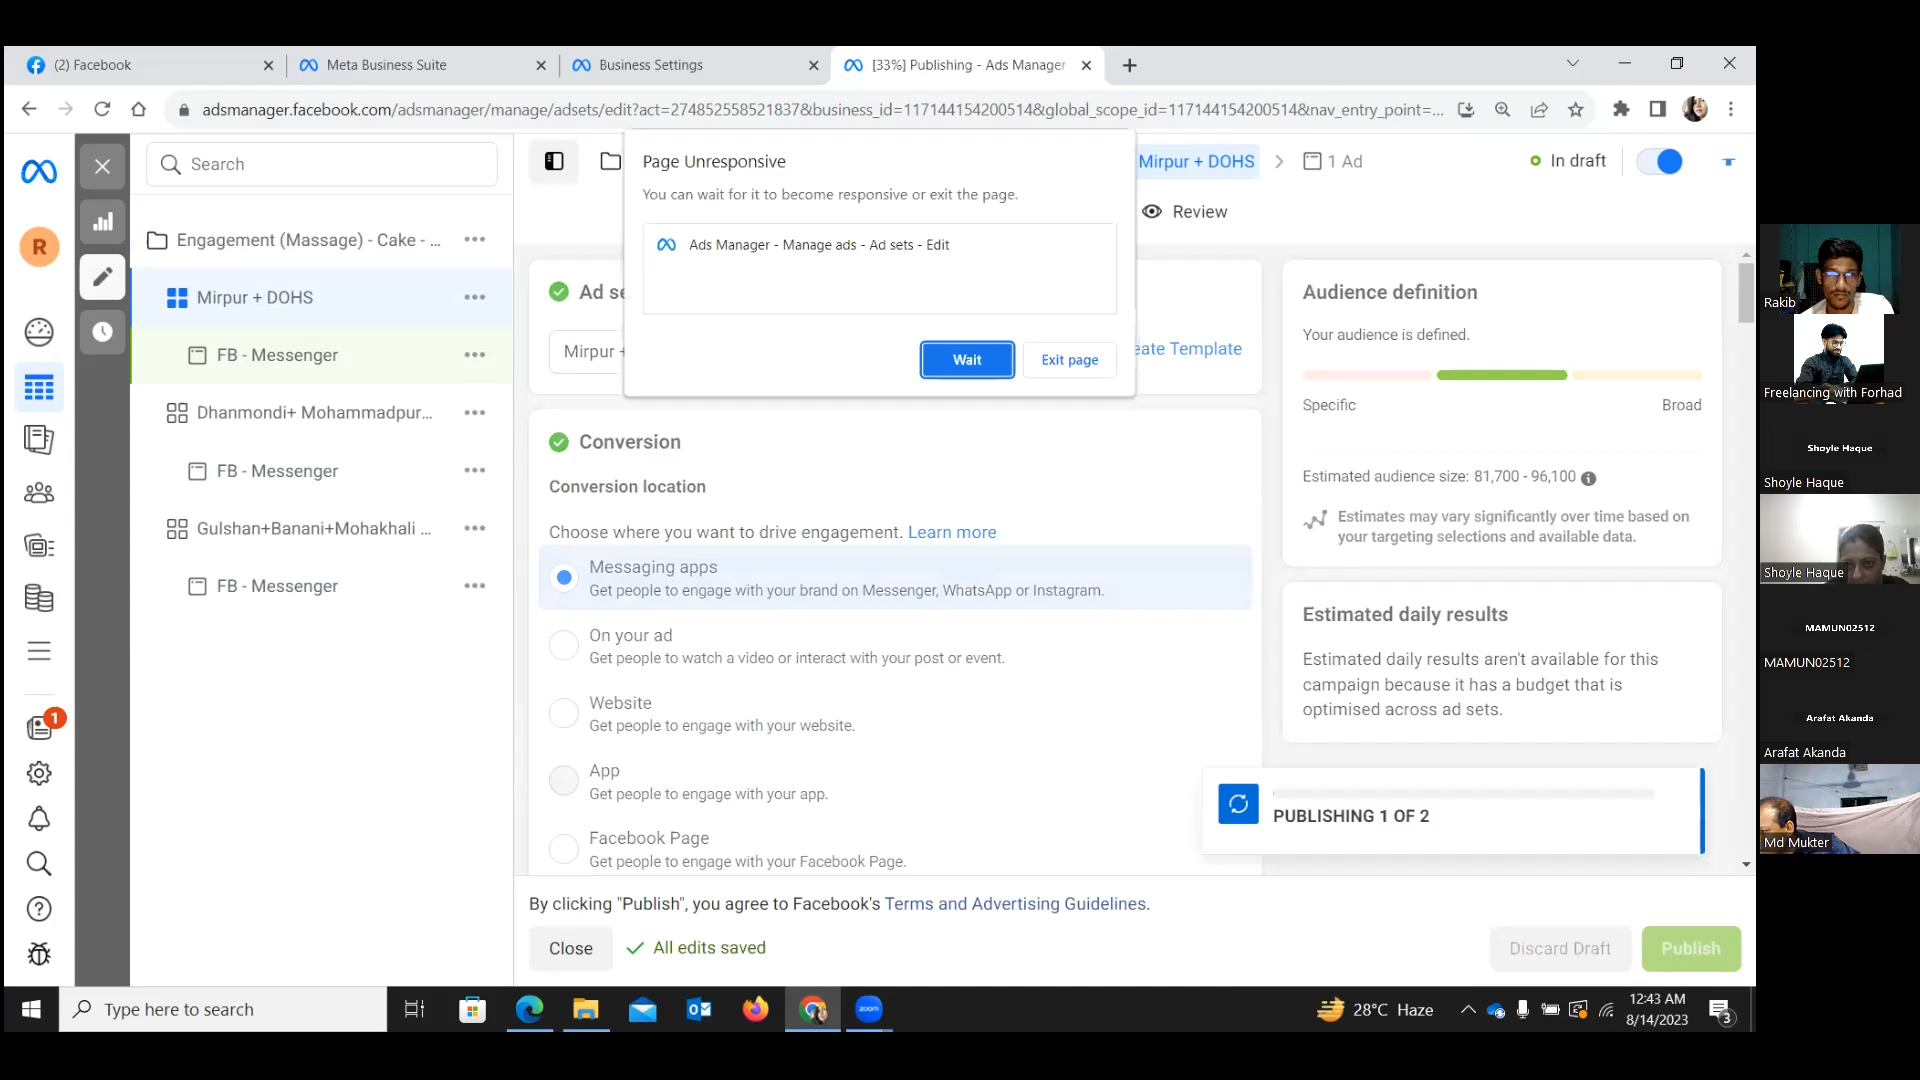 (2) Facebook
Meta Business Suite
Business Settings
[33%] Publishing - Ads Manager
adsmanager.facebook.com/adsmanager/manage/adsets/edit?act=274852558521837&business_id=117144154200514&global_scope_id=117144154200514&nav_entry_point=...
Search
R
Engagement (Massage) - Cake - ...
Mirpur + DOHS
FB - Messenger
Dhanmondi+ Mohammadpur...
FB - Messenger
Gulshan+Banani+Mohakhali ...
FB - Messenger
1
Mirpur + DOHS
1 Ad
In draft
Review
Page Unresponsive
You can wait for it to become responsive or exit the page.
Ads Manager - Manage ads - Ad sets - Edit
Wait
Exit page
Ad se
Mirpur +
eate Template
Conversion
Conversion location
Choose where you want to drive engagement. Learn more
Messaging apps
Get people to engage with your brand on Messenger, WhatsApp or Instagram.
On your ad
Get people to watch a video or interact with your post or event.
Website
Get people to engage with your website.
App
Get people to engage with your app.
Facebook Page
Get people to engage with your Facebook Page.
Audience definition
Your audience is defined.
Specific
Broad
Estimated audience size: 81,700 - 96,100
Estimates may vary significantly over time based on
your targeting selections and available data.
Estimated daily results
Estimated daily results aren't available for this
campaign because it has a budget that is
optimised across ad sets.
PUBLISHING 1 OF 2
By clicking "Publish", you agree to Facebook's Terms and Advertising Guidelines.
Close
All edits saved
Discard Draft
Publish
Type here to search
zoom
28°C Haze
12:43 AM
8/14/2023
3
Rakib
Freelancing with Forhad
Shoyle Haque
Shoyle Haque
Shoyle Haque
MAMUN02512
MAMUN02512
Arafat Akanda
Arafat Akanda
Md Mukter